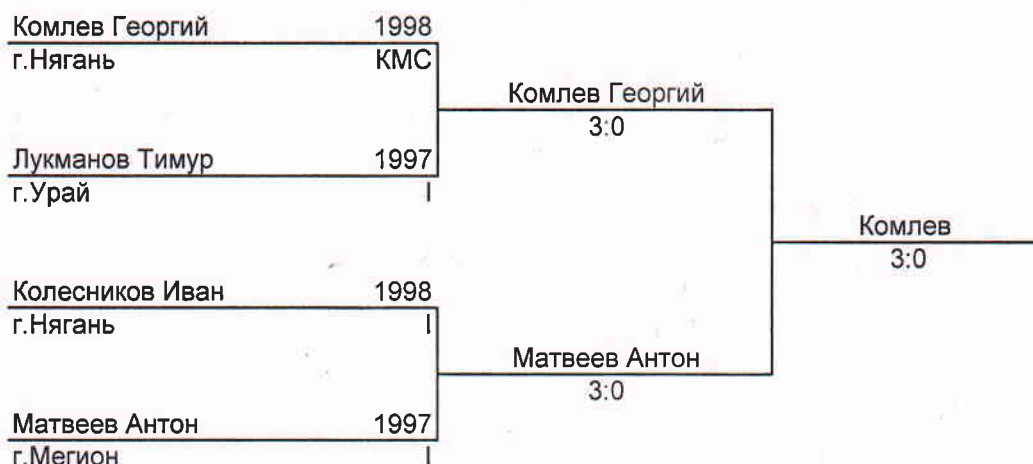 Комлев Георгий 1998
г.Нягань КМС
Комлев Георгий
3:0
Лукманов Тимур 1997
г.Урай I
Комлев
3:0
Колесников Иван 1998
г.Нягань I
Матвеев Антон
3:0
Матвеев Антон 1997
г.Мегион I